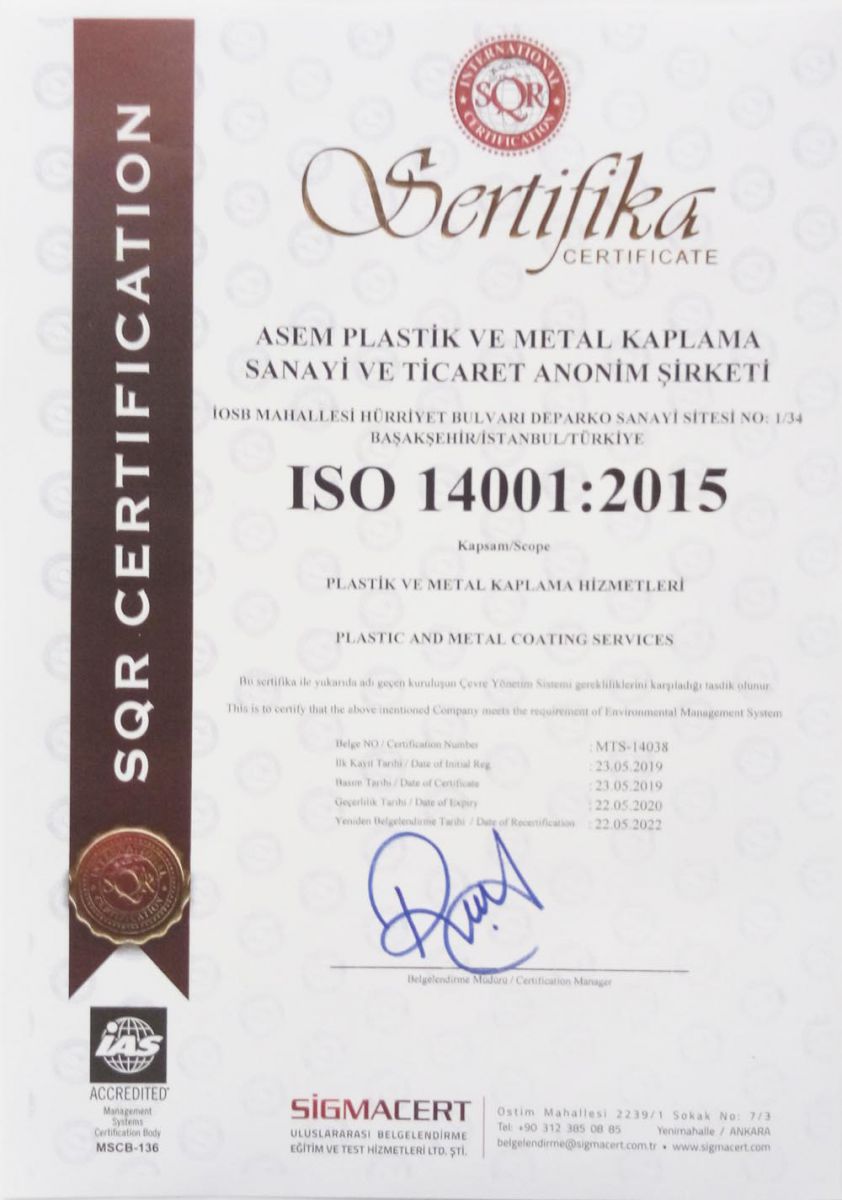 SQR CERTIFICATION
INTERNATIONAL
SQR
CERTIFICATION
Sertifika
CERTIFICATE
ASEM PLASTİK VE METAL KAPLAMA
SANAYİ VE TİCARET ANONİM ŞİRKETİ
İOSB MAHALLESİ HÜRRİYET BULVARI DEPARKO SANAYİ SİTESİ NO: 1/34
BAŞAKŞEHİR/İSTANBUL/TÜRKİYE
ISO 14001:2015
Kapsam/Scope
PLASTİK VE METAL KAPLAMA HİZMETLERİ
PLASTIC AND METAL COATING SERVICES
Bu sertifika ile yukarıda adı geçen kuruluşun Çevre Yönetim Sistemi gerekliliklerini karşıladığı tasdik olunur.
This is to certify that the above mentioned Company meets the requirement of Environmental Management System
Belge NO / Certification Number : MTS-14038
İlk Kayıt Tarihi / Date of Initial Reg. : 23.05.2019
Basım Tarihi / Date of Certificate : 23.05.2019
Geçerlilik Tarihi / Date of Expiry : 22.05.2020
Yeniden Belgelendirme Tarihi / Date of Recertification : 22.05.2022
Belgelendirme Müdürü / Certification Manager
INTERNATIONAL
SQR
CERTIFICATION
IAS
ACCREDITED
Management
Systems
Certification Body
MSCB-136
SİGMACERT
ULUSLARARASI BELGELENDİRME
EĞİTİM VE TEST HİZMETLERİ LTD. ŞTİ.
Ostim Mahallesi 2239/1 Sokak No: 7/3
Tel: +90 312 385 08 85 Yenimahalle / ANKARA
belgelendirme@sigmacert.com.tr • www.sigmacert.com